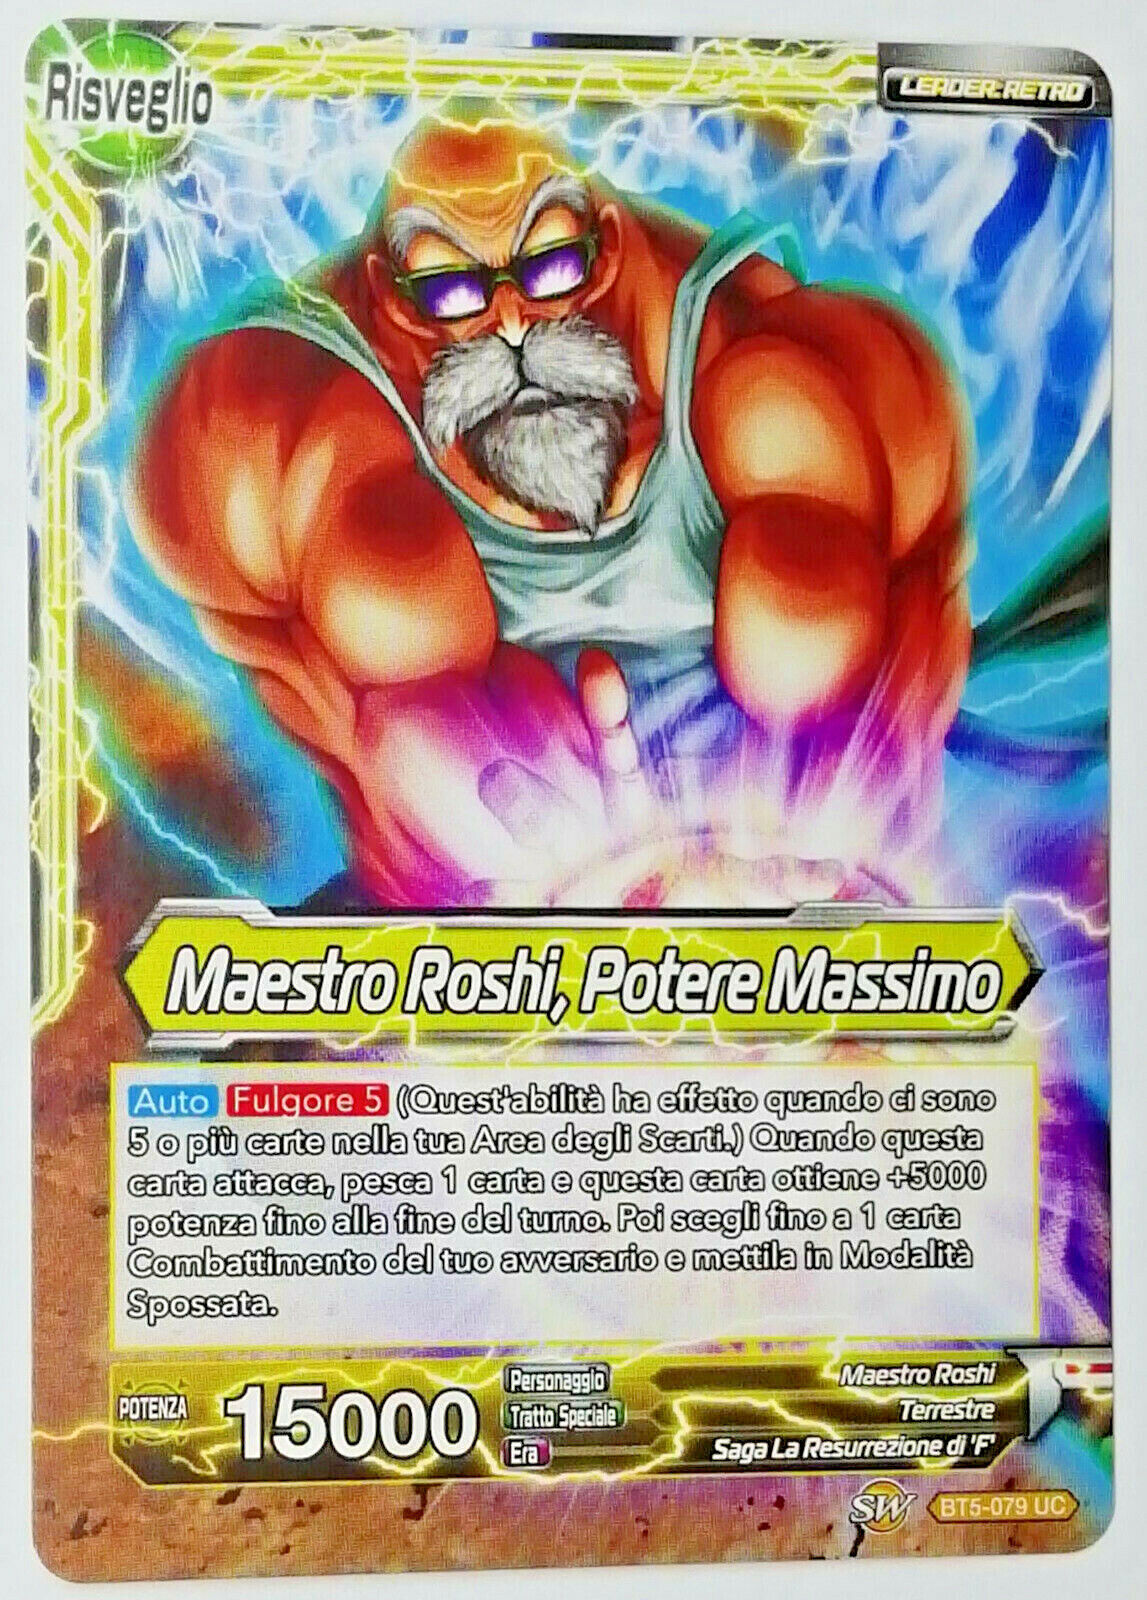 Risveglio
LEADER-RETRO
Maestro Roshi, Potere Massimo
Auto Fulgore 5 (Quest'abilità ha effetto quando ci sono
5 o più carte nella tua Area degli Scarti.) Quando questa
carta attacca, pesca 1 carta e questa carta ottiene +5000
potenza fino alla fine del turno. Poi scegli fino a 1 carta
Combattimento del tuo avversario e mettila in Modalità
Spossata.
POTENZA 15000
Personaggio Maestro Roshi
Tratto Speciale Terrestre
Era Saga La Resurrezione di 'F'
SW BT5-079 UC